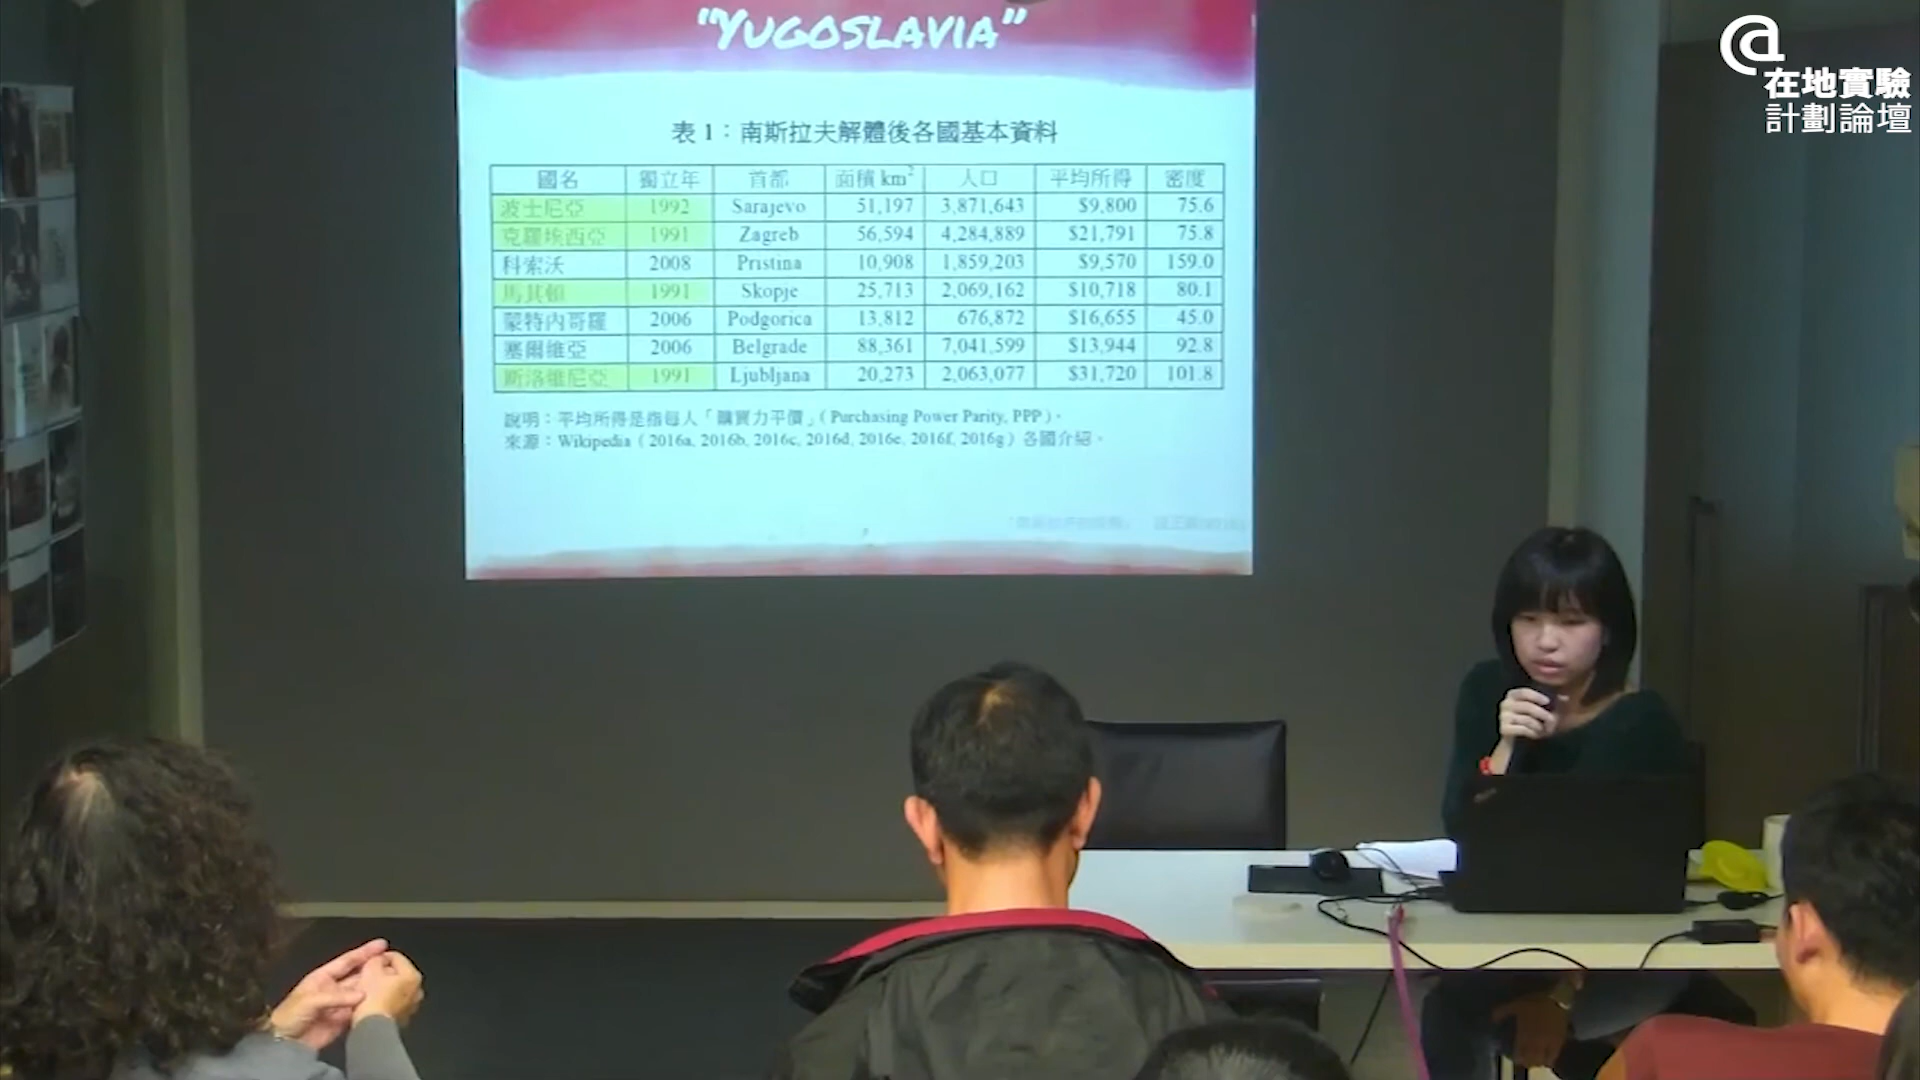 "YUGOSLAVIA"
@
在地實驗
計劃論壇
表 1：南斯拉夫解體後各國基本資料
國名 獨立年 首都 面積 km² 人口 平均所得 密度
波士尼亞 1992 Sarajevo 51,197 3,871,643 $9,800 75.6
克羅埃西亞 1991 Zagreb 56,594 4,284,889 $21,791 75.8
科索沃 2008 Pristina 10,908 1,859,203 $9,570 159.0
馬其頓 1991 Skopje 25,713 2,069,162 $10,718 80.1
蒙特內哥羅 2006 Podgorica 13,812 676,872 $16,655 45.0
塞爾維亞 2006 Belgrade 88,361 7,041,599 $13,944 92.8
斯洛維尼亞 1991 Ljubljana 20,273 2,063,077 $31,720 101.8
說明：平均所得是指每人「購買力平價」（Purchasing Power Parity, PPP）。
來源：Wikipedia（2016a, 2016b, 2016c, 2016d, 2016e, 2016f, 2016g）各國介紹。